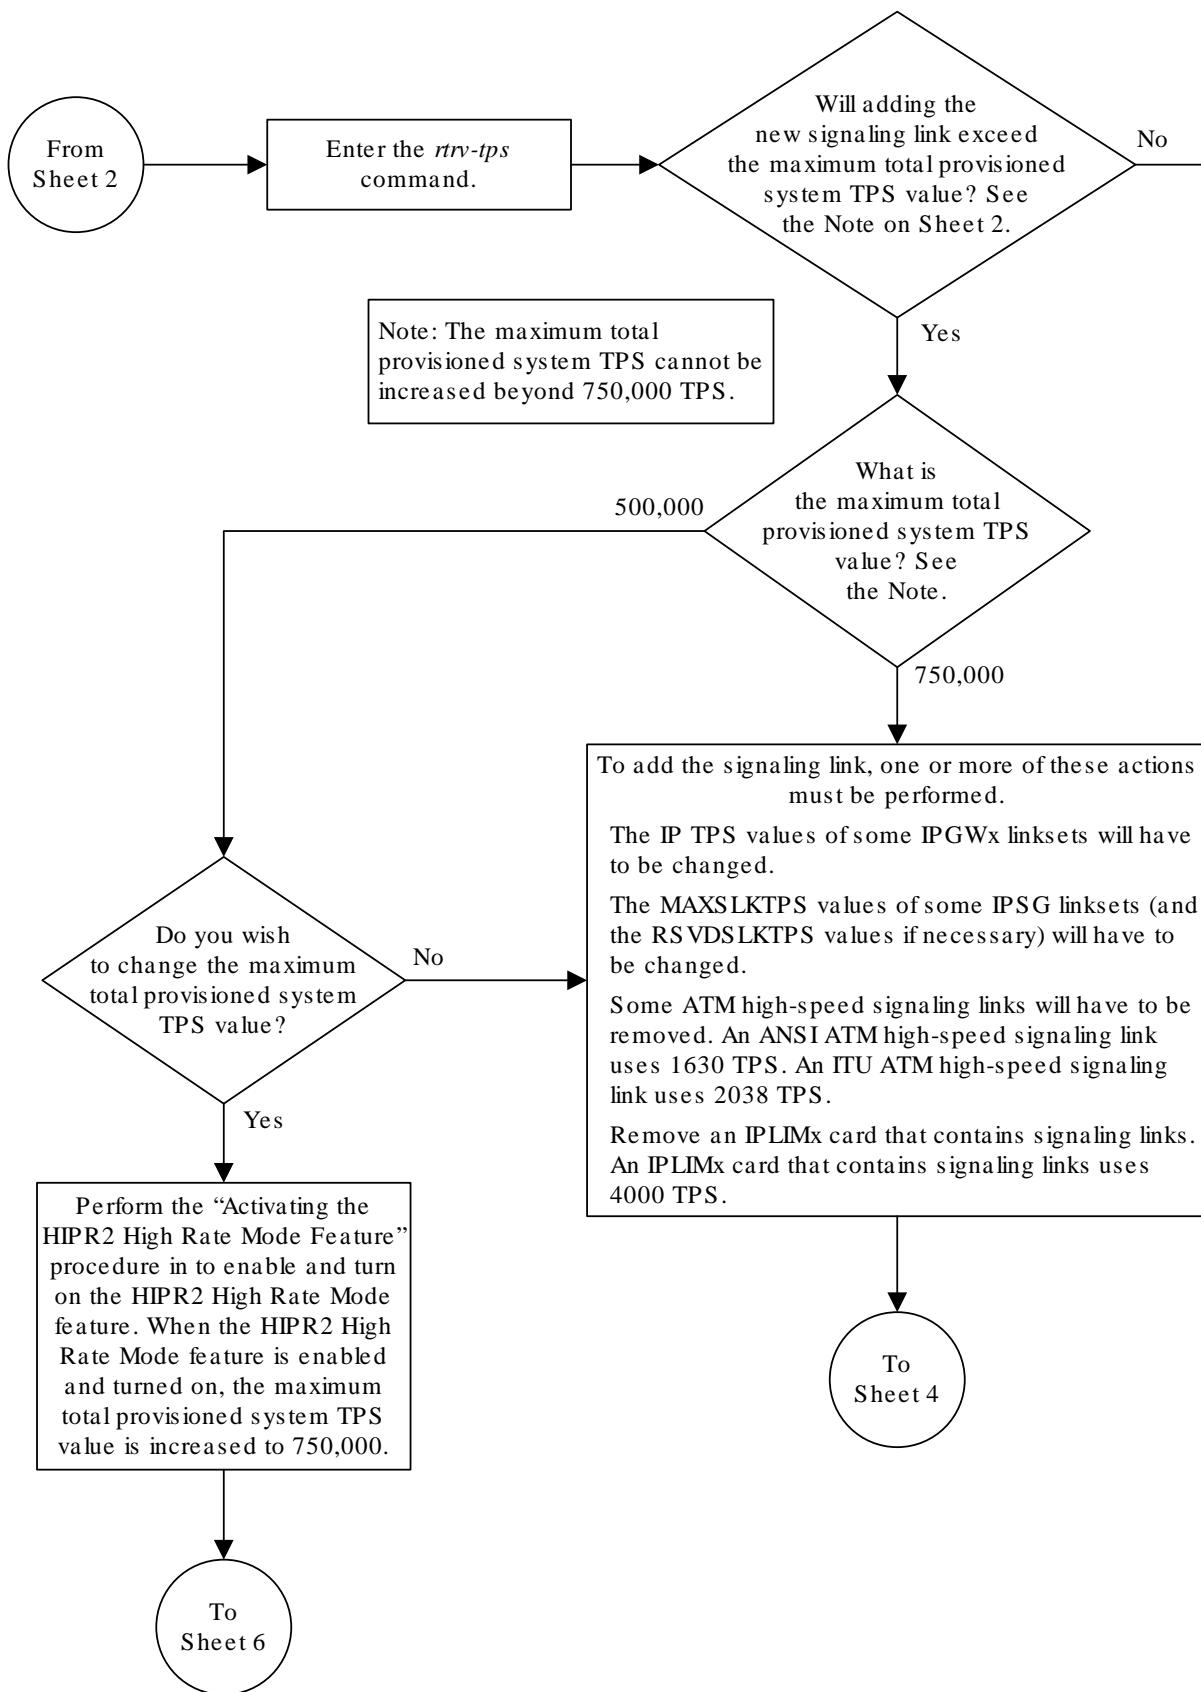 From
Sheet 2
Enter the rtrv-tps
command.
Will adding the
new signaling link exceed
the maximum total provisioned
system TPS value? See
the Note on Sheet 2.
No
Yes
Note: The maximum total
provisioned system TPS cannot be
increased beyond 750,000 TPS.
What is
the maximum total
provisioned system TPS
value? See
the Note.
500,000
750,000
To add the signaling link, one or more of these actions
must be performed.
The IP TPS values of some IPGWx linksets will have
to be changed.
The MAXSLKTPS values of some IPSG linksets (and
the RSVDSLKTPS values if necessary) will have to
be changed.
Some ATM high-speed signaling links will have to be
removed. An ANSI ATM high-speed signaling link
uses 1630 TPS. An ITU ATM high-speed signaling
link uses 2038 TPS.
Remove an IPLIMx card that contains signaling links.
An IPLIMx card that contains signaling links uses
4000 TPS.
Do you wish
to change the maximum
total provisioned system
TPS value?
No
Yes
Perform the “Activating the
HIPR2 High Rate Mode Feature”
procedure in to enable and turn
on the HIPR2 High Rate Mode
feature. When the HIPR2 High
Rate Mode feature is enabled
and turned on, the maximum
total provisioned system TPS
value is increased to 750,000.
To
Sheet 4
To
Sheet 6